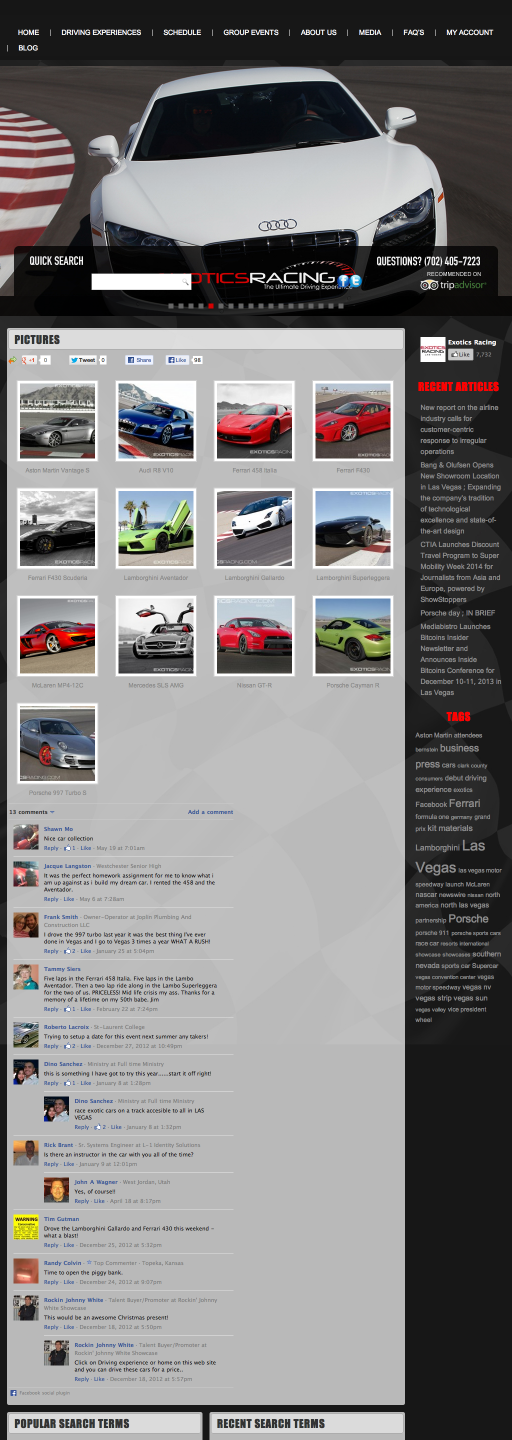 HOME | DRIVING EXPERIENCES | SCHEDULE | GROUP EVENTS | ABOUT US | MEDIA | FAQ'S | MY ACCOUNT
| BLOG
QUICK SEARCH
EXOTICSRACING
The Ultimate Driving Experience
QUESTIONS? (702) 405-7223
RECOMMENDED ON
tripadvisor
PICTURES
+1 0 Tweet 0 Share Like 98
Aston Martin Vantage S Audi R8 V10 Ferrari 458 Italia Ferrari F430
Ferrari F430 Scuderia Lamborghini Aventador Lamborghini Gallardo Lamborghini Superleggera
McLaren MP4-12C Mercedes SLS AMG Nissan GT-R Porsche Cayman R
Porsche 997 Turbo S
13 comments Add a comment
Shawn Mo
Nice car collection
Reply · 1 · Like · May 19 at 7:01am
Jacque Langston · Westchester Senior High
It was the perfect homework assignment for me to know what i
am up against as i build my dream car. I rented the 458 and the
Aventador.
Reply · Like · May 6 at 7:28am
Frank Smith · Owner-Operator at Joplin Plumbing And
Construction LLC
I drove the 997 turbo last year it was the best thing I've ever
done in Vegas and I go to Vegas 3 times a year WHAT A RUSH!
Reply · 2 · Like · January 25 at 5:04pm
Tammy Siers
Five laps in the Ferrari 458 Italia. Five laps in the Lambo
Aventador. Then a two lap ride along in the Lambo Superleggera
for the two of us. PRICELESS! Mid life crisis my ass. Thanks for a
memory of a lifetime on my 50th babe. Jim
Reply · 1 · Like · February 22 at 7:24pm
Roberto Lacroix · St-Laurent College
Trying to setup a date for this event next summer any takers!
Reply · 2 · Like · December 27, 2012 at 10:49pm
Dino Sanchez · Ministry at Full time Ministry
this is something I have got to try this year......start it off right!
Reply · 1 · Like · January 8 at 1:28pm
Dino Sanchez · Ministry at Full time Ministry
race exotic cars on a track accesible to all in LAS
VEGAS
Reply · 2 · Like · January 8 at 1:32pm
Rick Brant · Sr. Systems Engineer at L-1 Identity Solutions
Is there an instructor in the car with you all of the time?
Reply · Like · January 9 at 12:01pm
John A Wagner · West Jordan, Utah
Yes, of course!!
Reply · Like · April 18 at 8:17pm
WARNING
Tim Gutman
Drove the Lamborghini Gallardo and Ferrari 430 this weekend -
what a blast!
Reply · Like · December 25, 2012 at 5:32pm
Randy Colvin · Top Commenter · Topeka, Kansas
Time to open the piggy bank.
Reply · Like · December 24, 2012 at 9:07pm
Rockin Johnny White · Talent Buyer/Promoter at Rockin' Johnny
White Showcase
This would be an awesome Christmas present!
Reply · Like · December 18, 2012 at 5:50pm
Rockin Johnny White · Talent Buyer/Promoter at
Rockin' Johnny White Showcase
Click on Driving experience or home on this web site
and you can drive these cars for a price..
Reply · Like · December 18, 2012 at 5:57pm
Facebook social plugin
POPULAR SEARCH TERMS
RECENT SEARCH TERMS
Exotics Racing
Like 7,732
RECENT ARTICLES
New report on the airline
industry calls for
customer-centric
response to irregular
operations
Bang & Olufsen Opens
New Showroom Location
in Las Vegas ; Expanding
the company's tradition
of technological
excellence and state-of-
the-art design
CTIA Launches Discount
Travel Program to Super
Mobility Week 2014 for
Journalists from Asia and
Europe, powered by
ShowStoppers
Porsche day ; IN BRIEF
Mediabistro Launches
Bitcoins Insider
Newsletter and
Announces Inside
Bitcoins Conference for
December 10-11, 2013 in
Las Vegas
TAGS
Aston Martin attendees
bernstein business
press cars clark county
consumers debut driving
experience exotics
Facebook Ferrari
formula one germany grand
prix kit materials
Lamborghini Las
Vegas las vegas motor
speedway launch McLaren
nascar newswire nissan north
america north las vegas
partnership Porsche
porsche 911 porsche sports cars
race car resorts international
showcase showcases southern
nevada sports car Supercar
vegas convention center vegas
motor speedway vegas nv
vegas strip vegas sun
vegas valley vice president
wheel